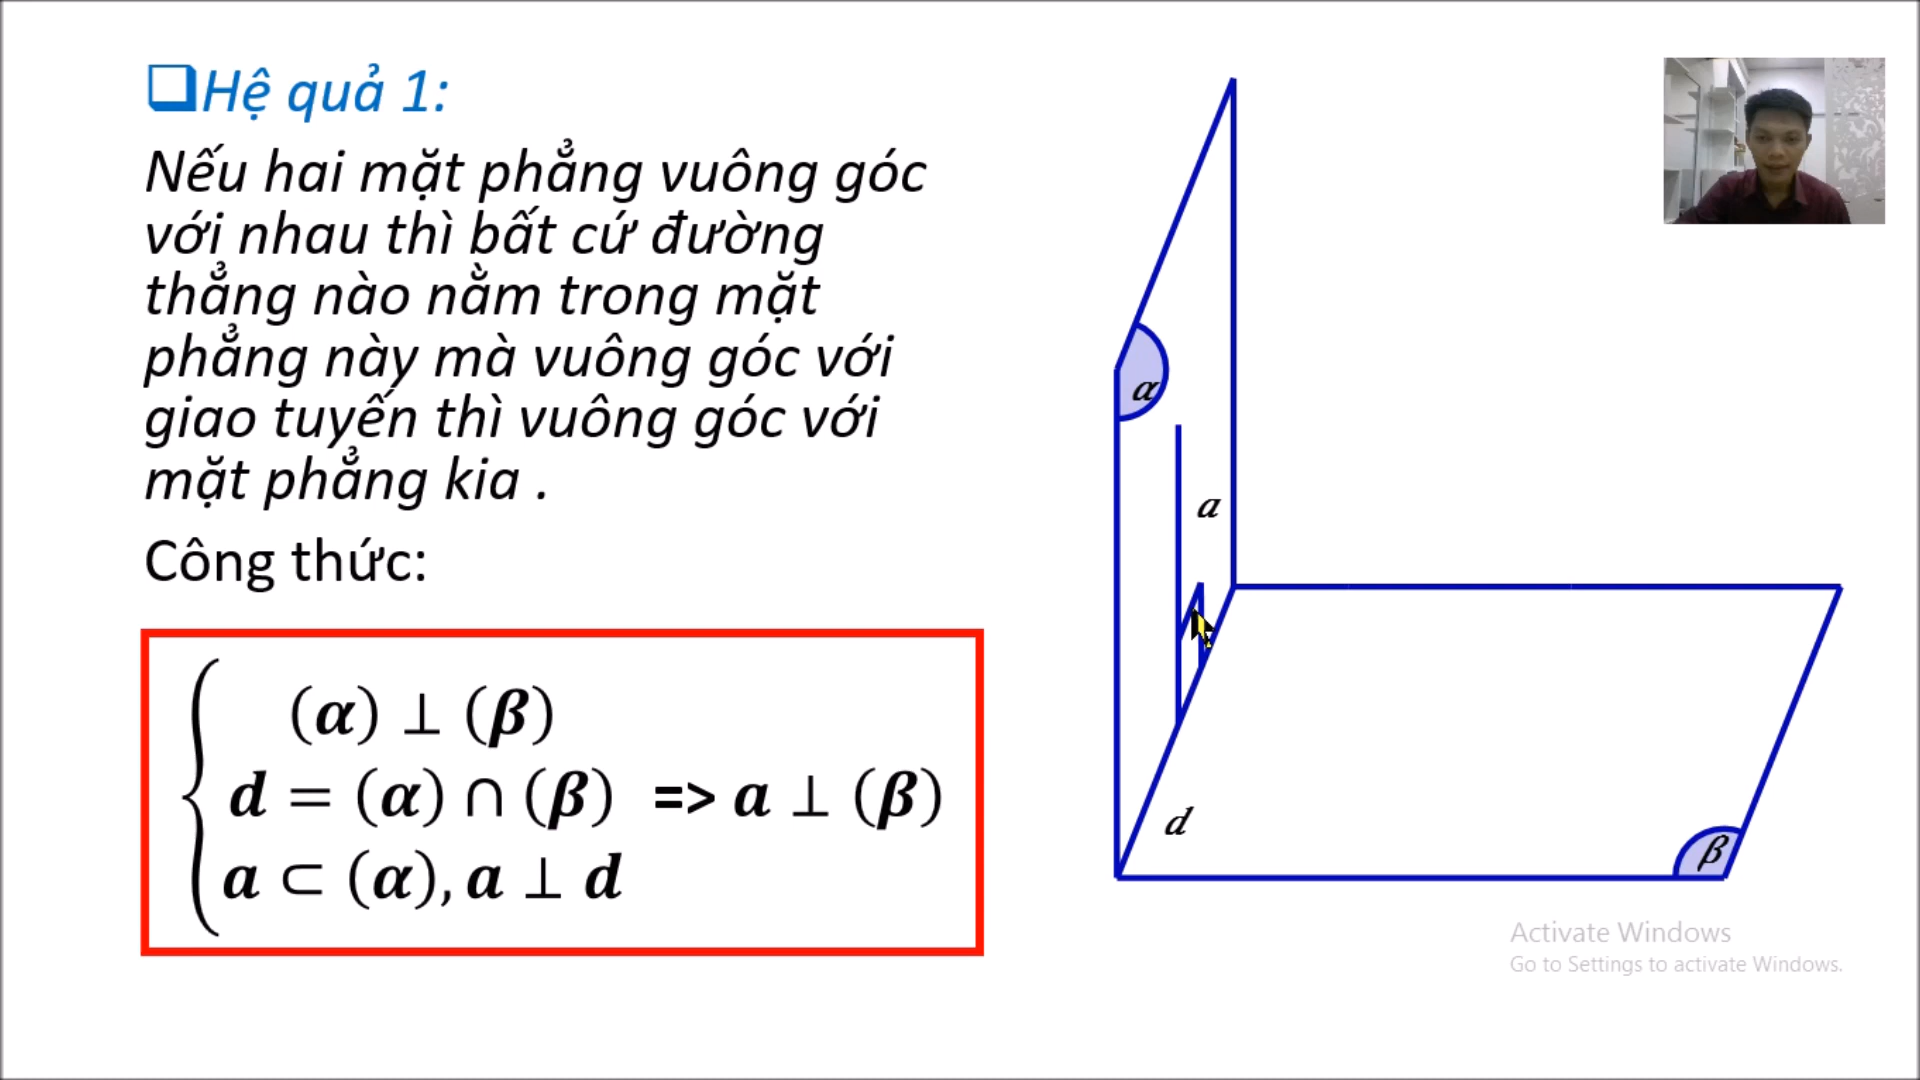 ❑Hệ quả 1:
Nếu hai mặt phẳng vuông góc
với nhau thì bất cứ đường
thẳng nào nằm trong mặt
phẳng này mà vuông góc với
giao tuyến thì vuông góc với
mặt phẳng kia .
Công thức:
(α) ⊥ (β)
d = (α) ∩ (β) => a ⊥ (β)
a ⊂ (α), a ⊥ d
α
a
d
β
Activate Windows
Go to Settings to activate Windows.